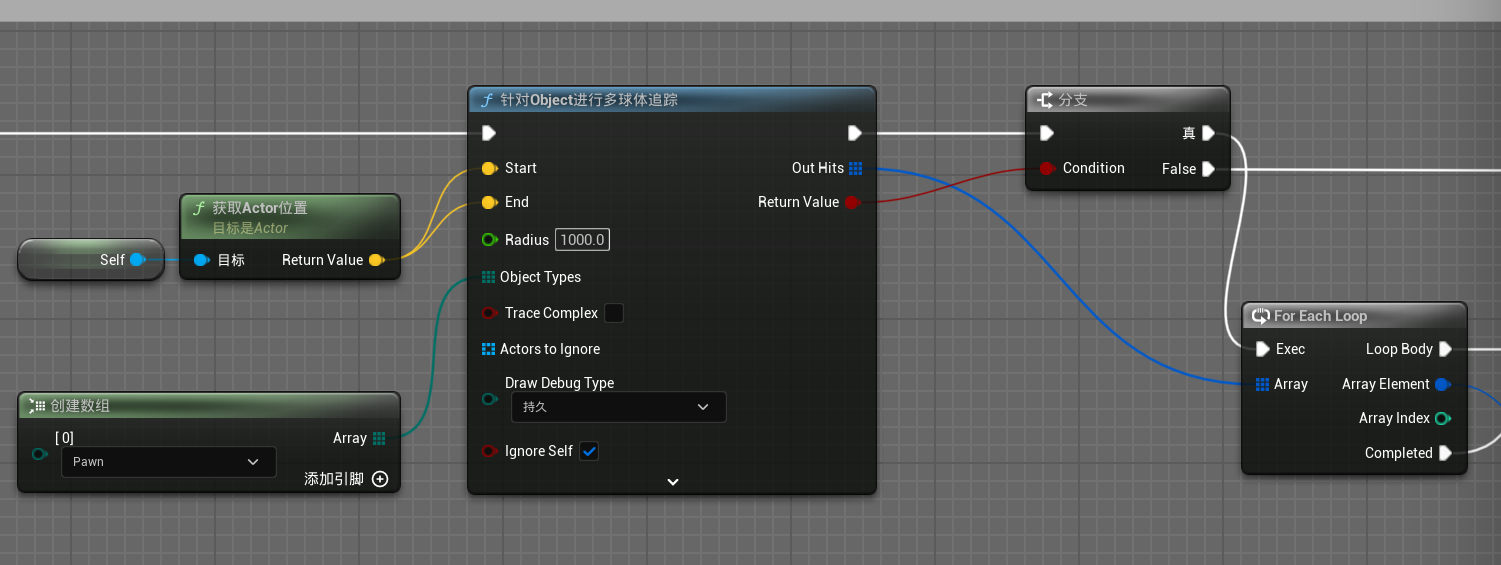 Self
获取Actor位置
目标是Actor
目标
Return Value
创建数组
[ 0]
Pawn
Array
添加引脚
针对Object进行多球体追踪
Start
End
Radius 1000.0
Object Types
Trace Complex
Actors to Ignore
Draw Debug Type
持久
Ignore Self
Out Hits
Return Value
分支
真
Condition
False
For Each Loop
Exec
Loop Body
Array
Array Element
Array Index
Completed